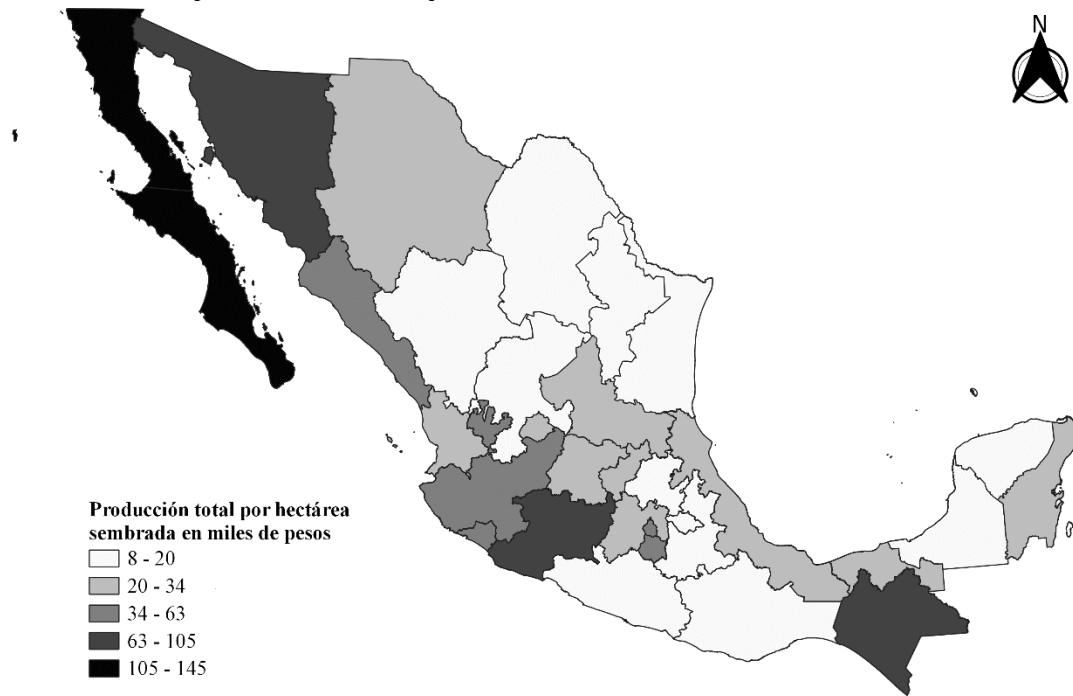 N
Producción total por hectárea
sembrada en miles de pesos
8 - 20
20 - 34
34 - 63
63 - 105
105 - 145